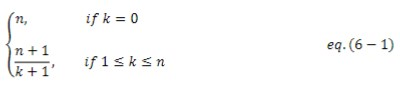 n, if k = 0
n + 1
k + 1, if 1 ≤ k ≤ n
eq. (6 − 1)